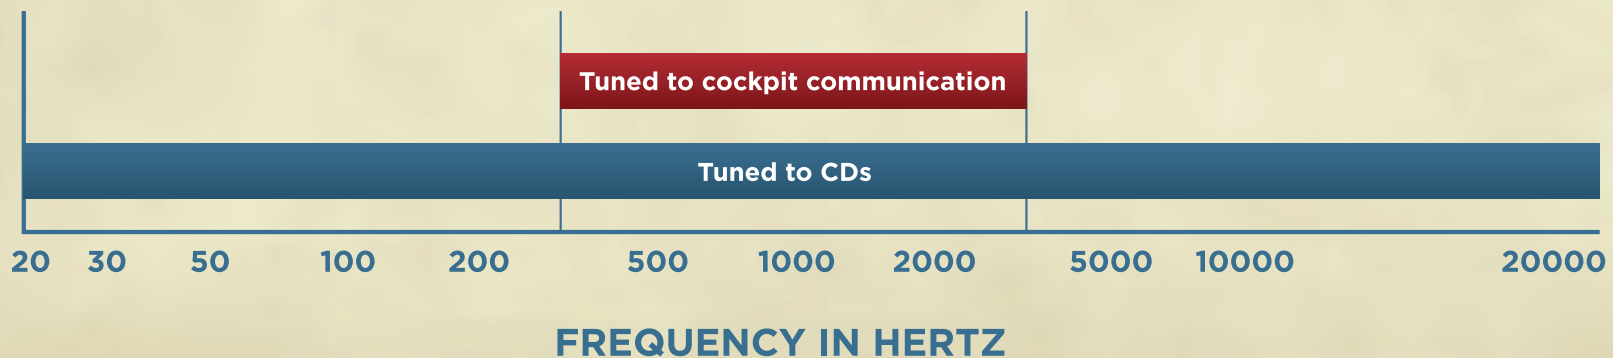 Tuned to cockpit communication
Tuned to CDs
20 30 50 100 200 500 1000 2000 5000 10000 20000
FREQUENCY IN HERTZ